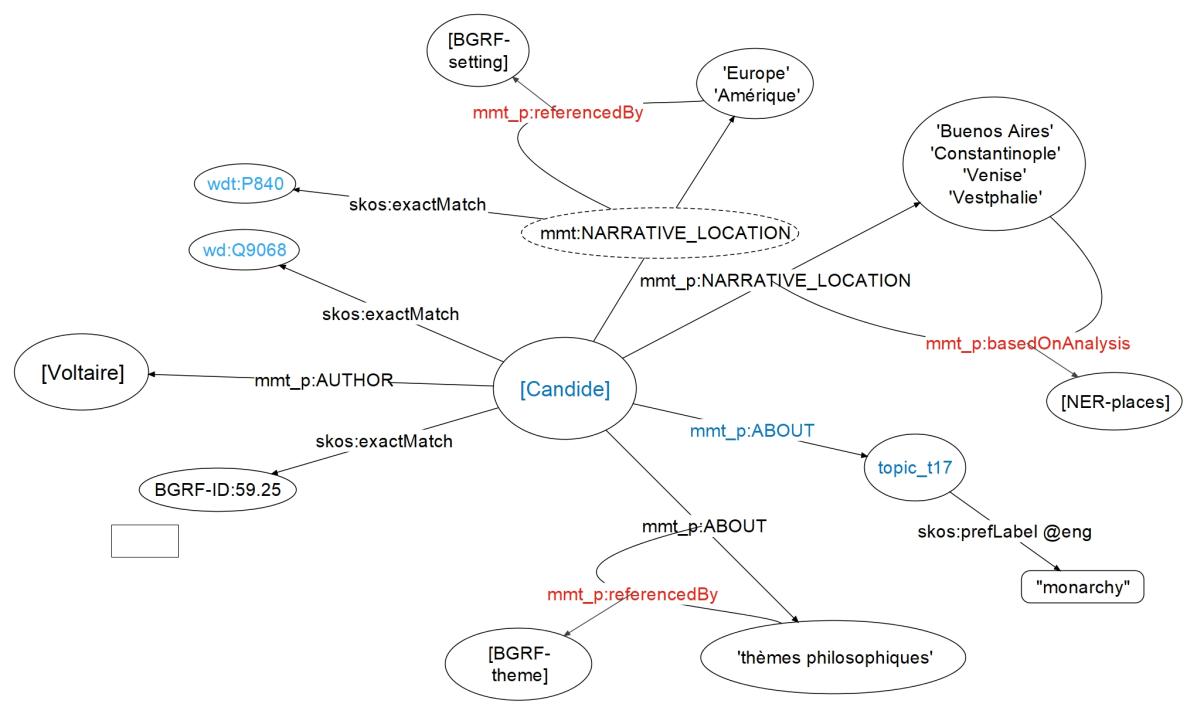 [BGRF-
setting]
'Europe'
'Amérique'
mmt_p:referencedBy
'Buenos Aires'
'Constantinople'
'Venise'
'Vestphalie'
wdt:P840
skos:exactMatch
mmt:NARRATIVE_LOCATION
wd:Q9068
mmt_p:NARRATIVE_LOCATION
skos:exactMatch
mmt_p:basedOnAnalysis
[Voltaire]
mmt_p:AUTHOR
[Candide]
[NER-places]
mmt_p:ABOUT
skos:exactMatch
topic_t17
BGRF-ID:59.25
mmt_p:ABOUT
skos:prefLabel @eng
"monarchy"
mmt_p:referencedBy
[BGRF-
theme]
'thèmes philosophiques'